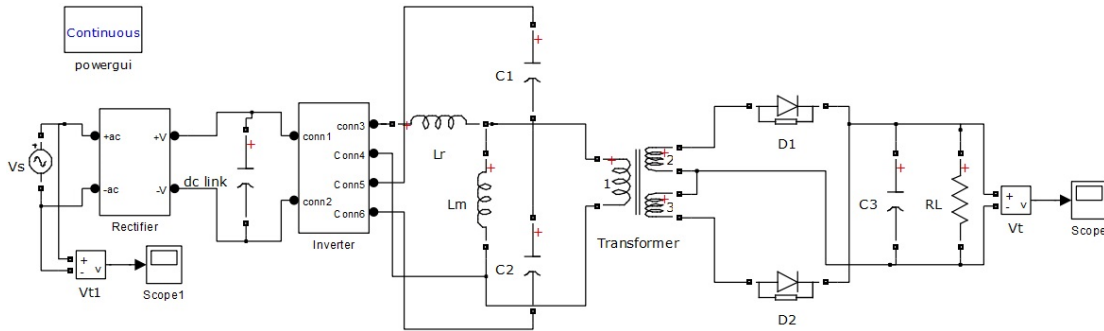 Continuous
powergui
Vs
+ac
-ac
+V
-V
Rectifier
dc link
conn1
conn2
conn3
Conn4
Conn5
Conn6
Inverter
Lr
Lm
C1
C2
1
2
3
Transformer
D1
D2
C3
RL
+
-
v
Vt
Scope
+
-
v
Vt1
Scope1